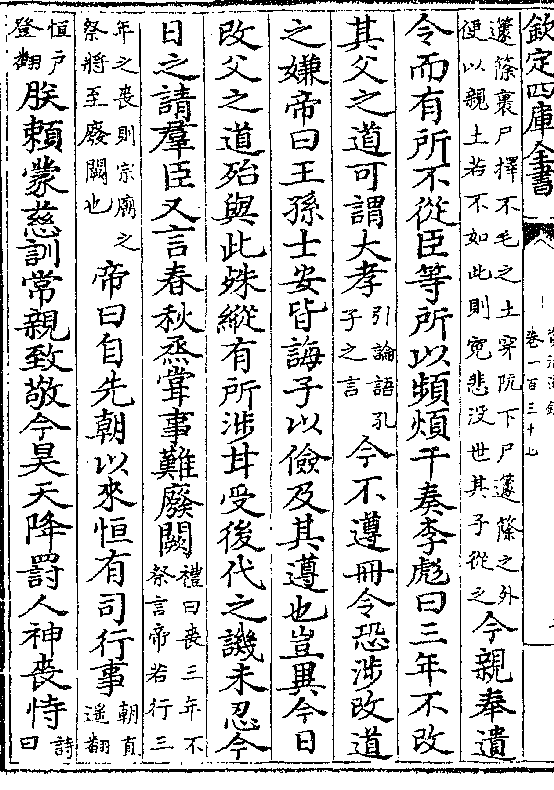 欽定四庫全書
卷一百三十七
蘧篨裹尸擇不毛之土穿阬下尸蘧篨之外
便以親土若不如此則冤悲没世其子從之
今親奉遺
令而有所不從臣等所以頻煩干奏李彪曰三年不改
其父之道可謂大孝
引論語孔
子之言
今不遵冊令恐涉改道
之嫌帝曰王孫士安皆誨子以儉及其遵也豈異今日
改父之道殆與此殊縱有所涉甘受後代之譏未忍今
日之請羣臣又言春秋烝嘗事難廢闕
禮曰喪三年不
祭言帝若行三
年之喪則宗廟之
祭將至廢闕也
帝曰自先朝以來恒有司行事
朝直
遥翻
恒戸
登翻
朕賴蒙慈訓常親致敬今昊天降罰人神喪恃
詩
曰